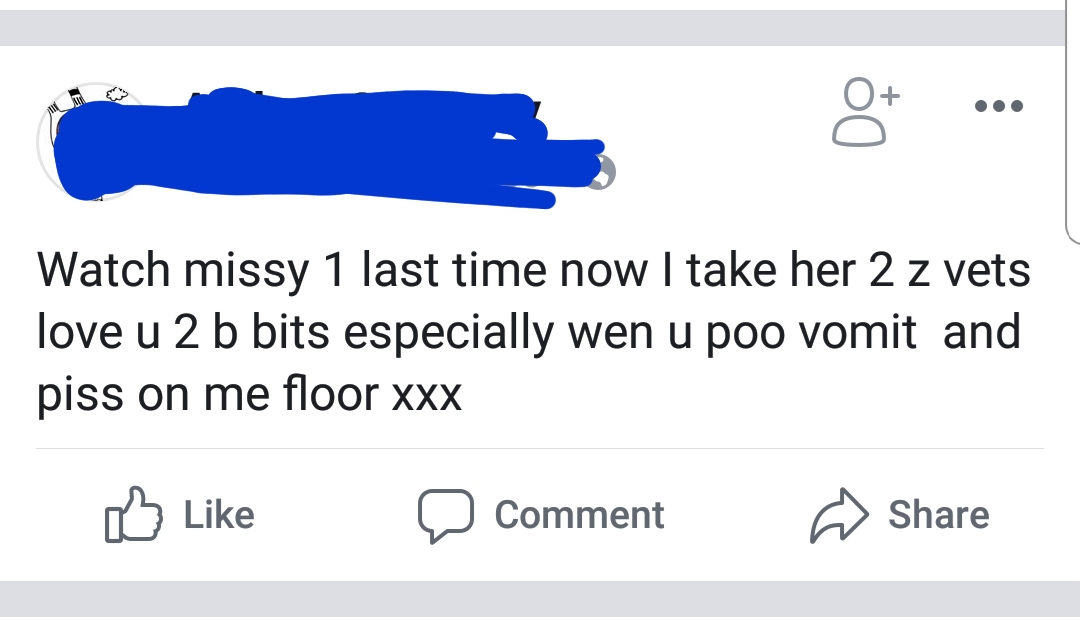 Watch missy 1 last time now I take her 2 z vets
love u 2 b bits especially wen u poo vomit  and
piss on me floor xxx
Like Comment Share